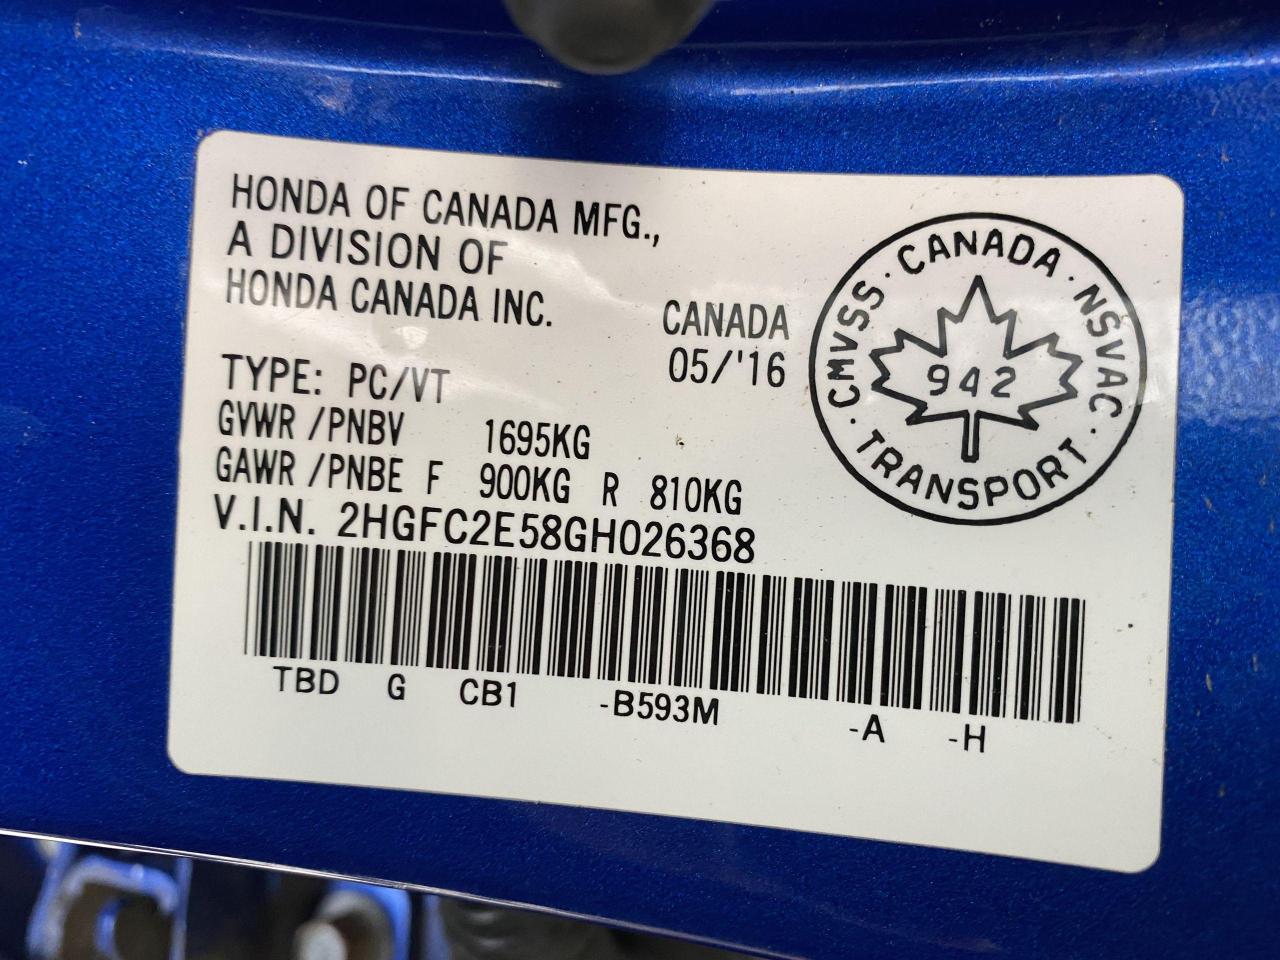 HONDA OF CANADA MFG.,
A DIVISION OF
HONDA CANADA INC.
CANADA
05/'16
TYPE: PC/VT
GVWR /PNBV 1695KG
GAWR /PNBE F 900KG R 810KG
V.I.N. 2HGFC2E58GH026368
TBD G CB1 -B593M -A -H
CMVSS · CANADA · NSVAC · TRANSPORT ·
942